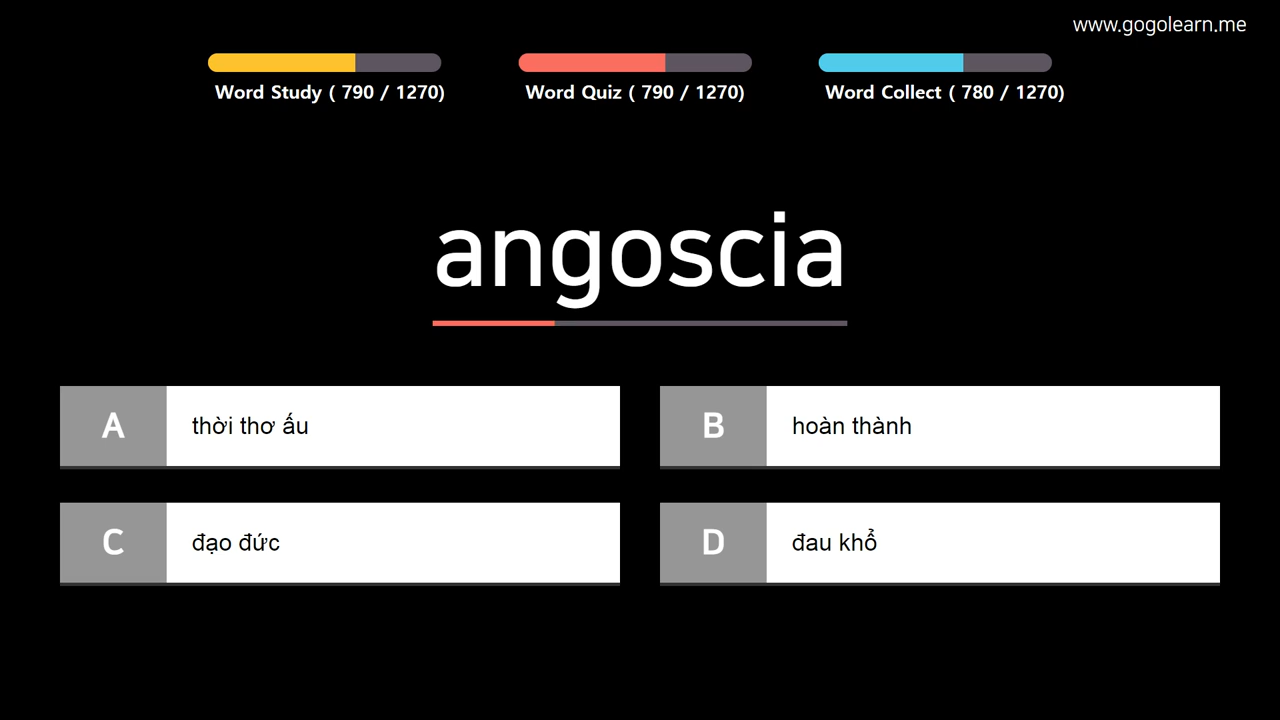 www.gogolearn.me
Word Study ( 790 / 1270)
Word Quiz ( 790 / 1270)
Word Collect ( 780 / 1270)
angoscia
A thời thơ ấu
B hoàn thành
C đạo đức
D đau khổ